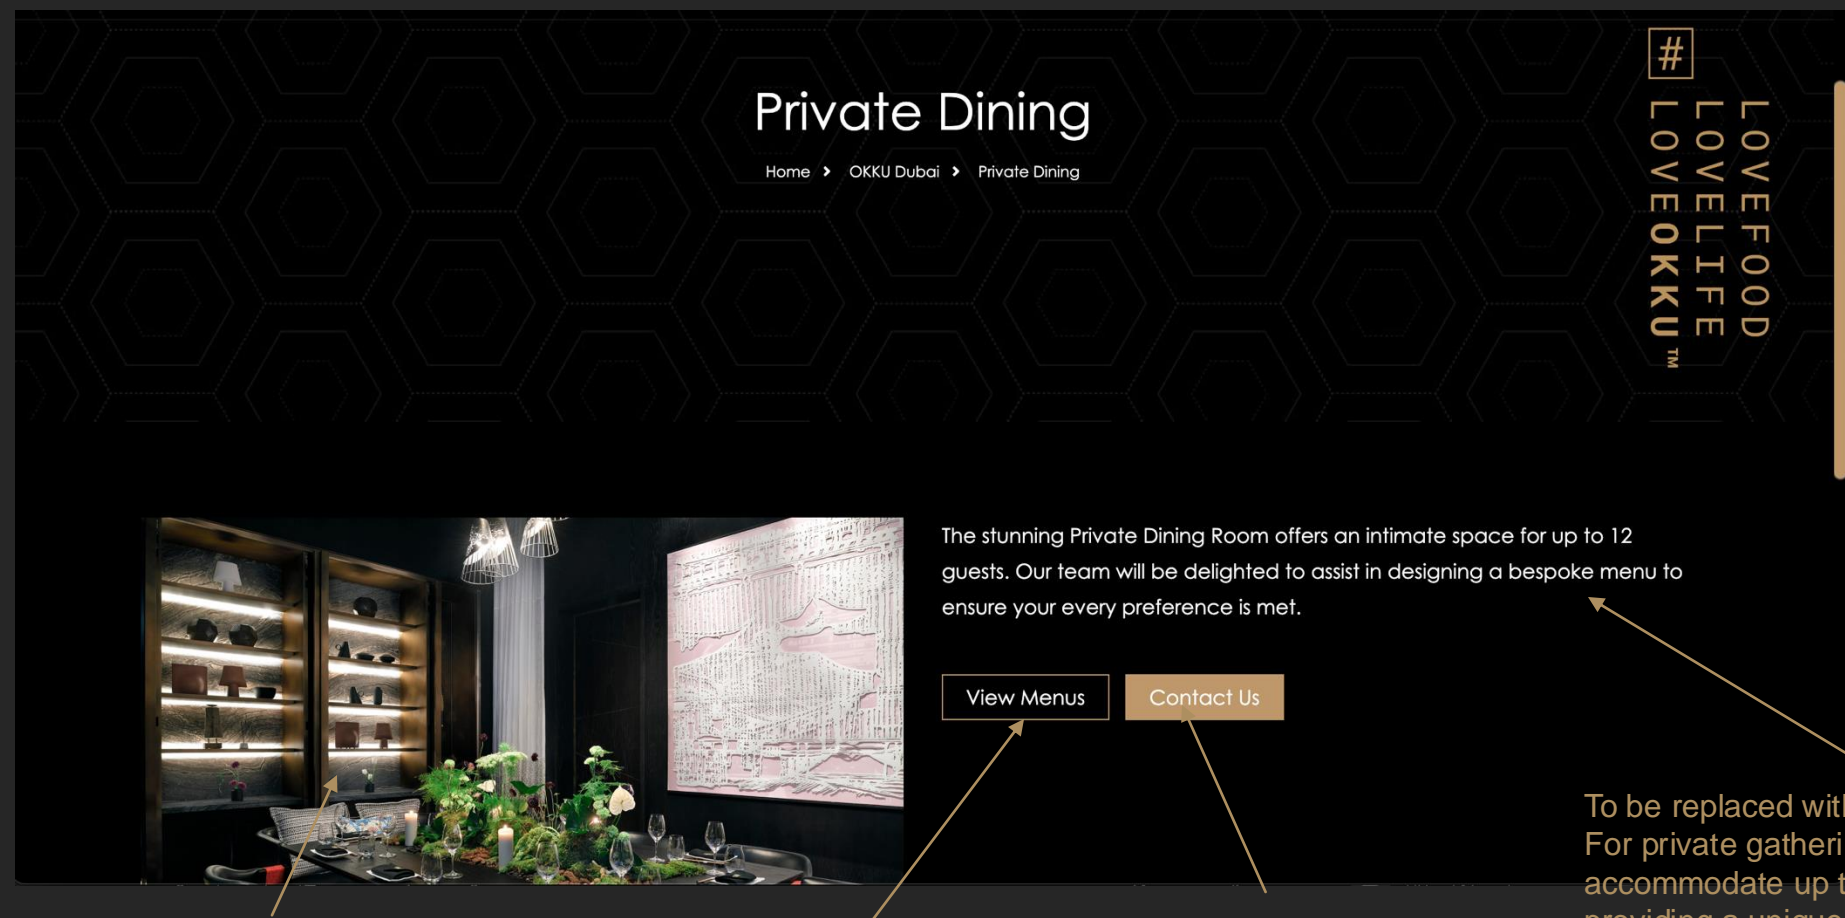 Private Dining
Home > OKKU Dubai > Private Dining
#
LOVEFOOD
LOVELIFE
LOVEOKKU™
The stunning Private Dining Room offers an intimate space for up to 12
guests. Our team will be delighted to assist in designing a bespoke menu to
ensure your every preference is met.
View Menus
Contact Us
To be replaced
For private
accommodate up